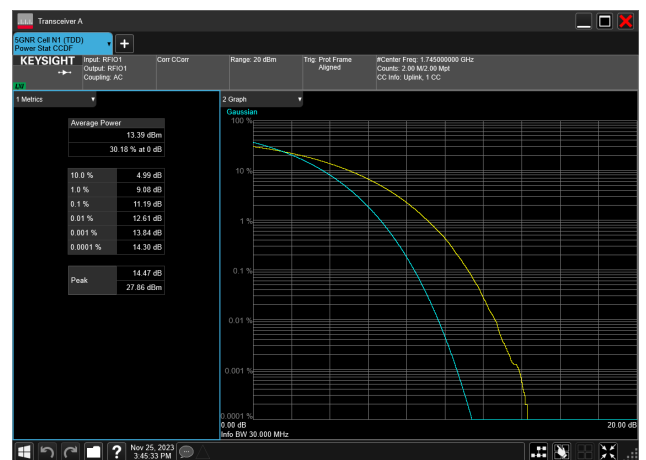 Transceiver A
5GNR Cell N1 (TDD)
Power Stat CCDF
KEYSIGHT
Input: RFIO1
Output: RFIO1
Coupling: AC
Corr CCorr
Range: 20 dBm
Trig: Prot Frame
Aligned
#Center Freq: 1.745000000 GHz
Counts: 2.00 M/2.00 Mpt
CC Info: Uplink, 1 CC
LV
1 Metrics
Average Power
13.39 dBm
30.18 % at 0 dB
10.0 % 4.99 dB
1.0 % 9.08 dB
0.1 % 11.19 dB
0.01 % 12.61 dB
0.001 % 13.84 dB
0.0001 % 14.30 dB
Peak
14.47 dB
27.86 dBm
2 Graph
Gaussian
100 %
10 %
1 %
0.1 %
0.01 %
0.001 %
0.0001 %
0.00 dB
20.00 dB
Info BW 30.000 MHz
Nov 25, 2023
3:45:33 PM